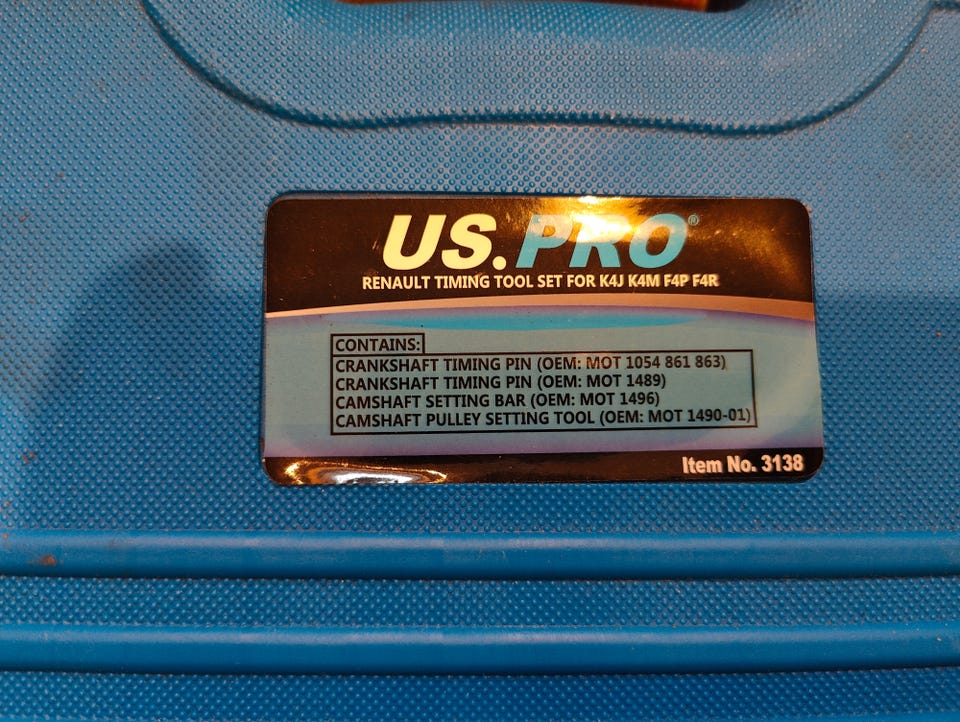 US.PRO®
RENAULT TIMING TOOL SET FOR K4J K4M F4P F4R
CONTAINS:
CRANKSHAFT TIMING PIN (OEM: MOT 1054 861 863)
CRANKSHAFT TIMING PIN (OEM: MOT 1489)
CAMSHAFT SETTING BAR (OEM: MOT 1496)
CAMSHAFT PULLEY SETTING TOOL (OEM: MOT 1490-01)
Item No. 3138